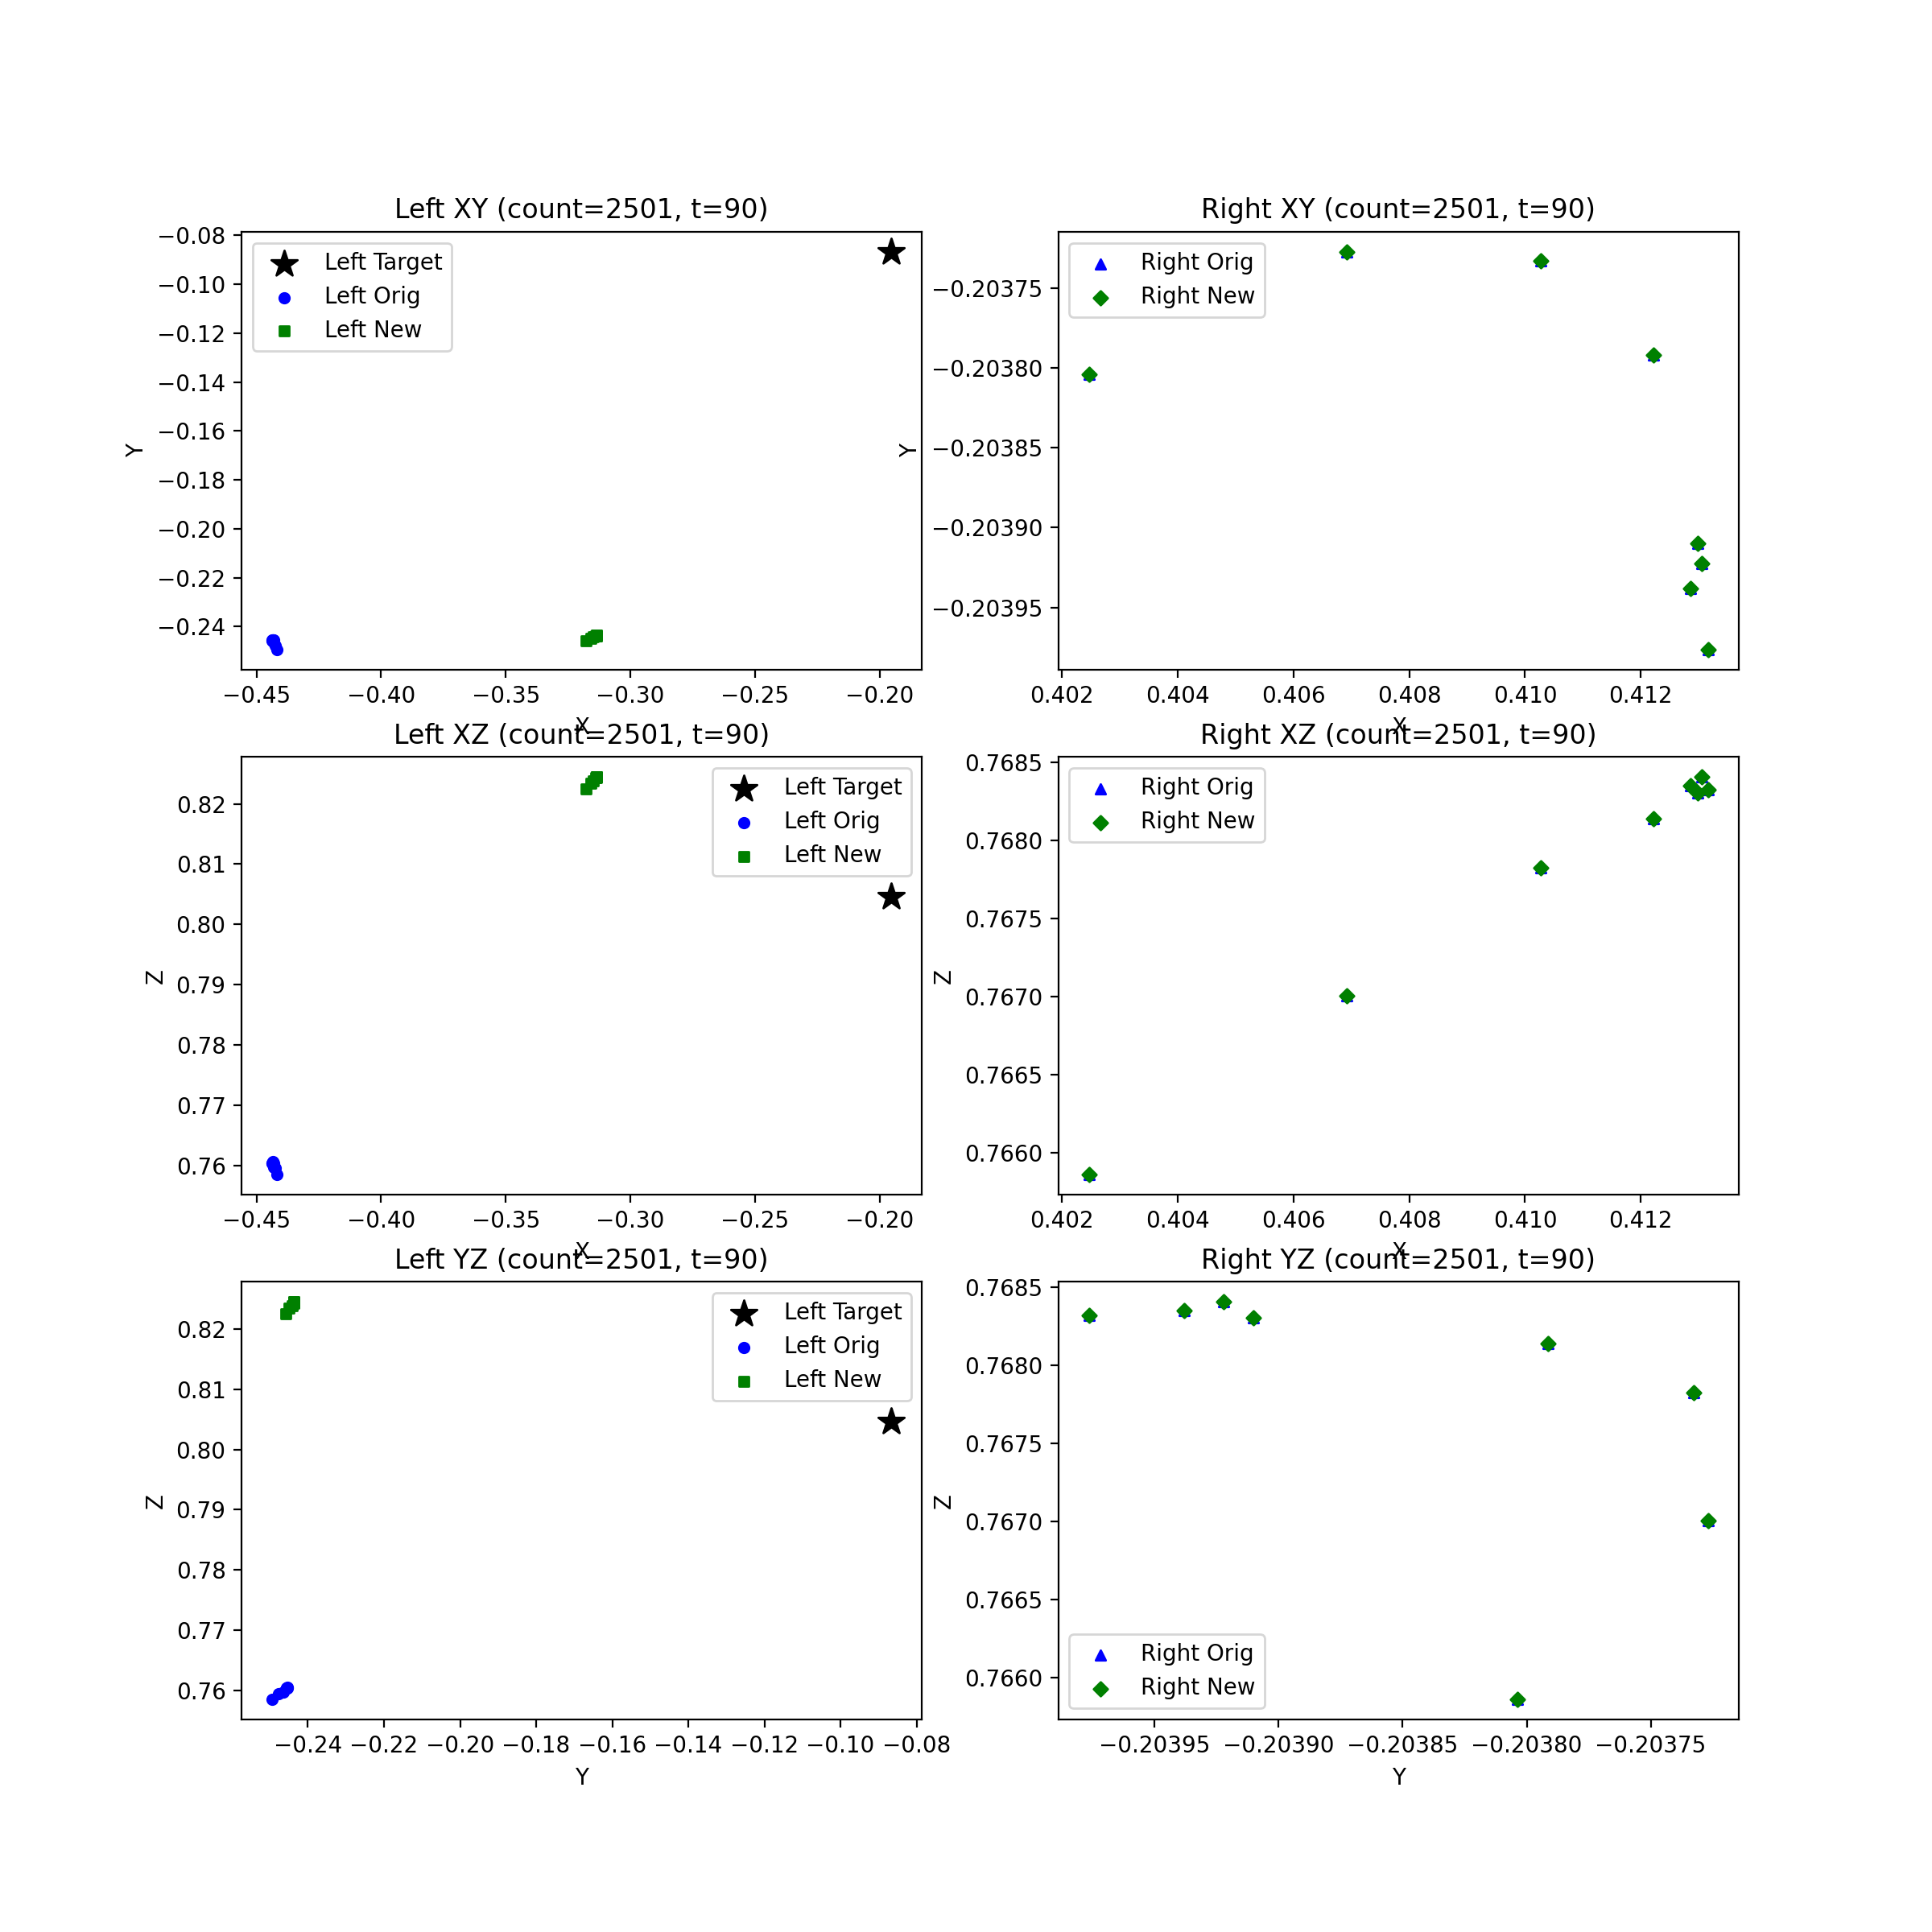 Left XY (count=2501, t=90)
Left Target
Left Orig
Left New
−0.08
−0.10
−0.12
−0.14
−0.16
−0.18
−0.20
−0.22
−0.24
Y
−0.45 −0.40 −0.35 −0.30 −0.25 −0.20
X
Right XY (count=2501, t=90)
Right Orig
Right New
−0.20375
−0.20380
−0.20385
−0.20390
−0.20395
Y
0.402 0.404 0.406 0.408 0.410 0.412
X
Left XZ (count=2501, t=90)
Left Target
Left Orig
Left New
0.82
0.81
0.80
0.79
0.78
0.77
0.76
Z
−0.45 −0.40 −0.35 −0.30 −0.25 −0.20
X
Right XZ (count=2501, t=90)
Right Orig
Right New
0.7685
0.7680
0.7675
0.7670
0.7665
0.7660
Z
0.402 0.404 0.406 0.408 0.410 0.412
X
Left YZ (count=2501, t=90)
Left Target
Left Orig
Left New
0.82
0.81
0.80
0.79
0.78
0.77
0.76
Z
−0.24 −0.22 −0.20 −0.18 −0.16 −0.14 −0.12 −0.10 −0.08
Y
Right YZ (count=2501, t=90)
0.7685
0.7680
0.7675
0.7670
0.7665
0.7660
Z
Right Orig
Right New
−0.20395 −0.20390 −0.20385 −0.20380 −0.20375
Y